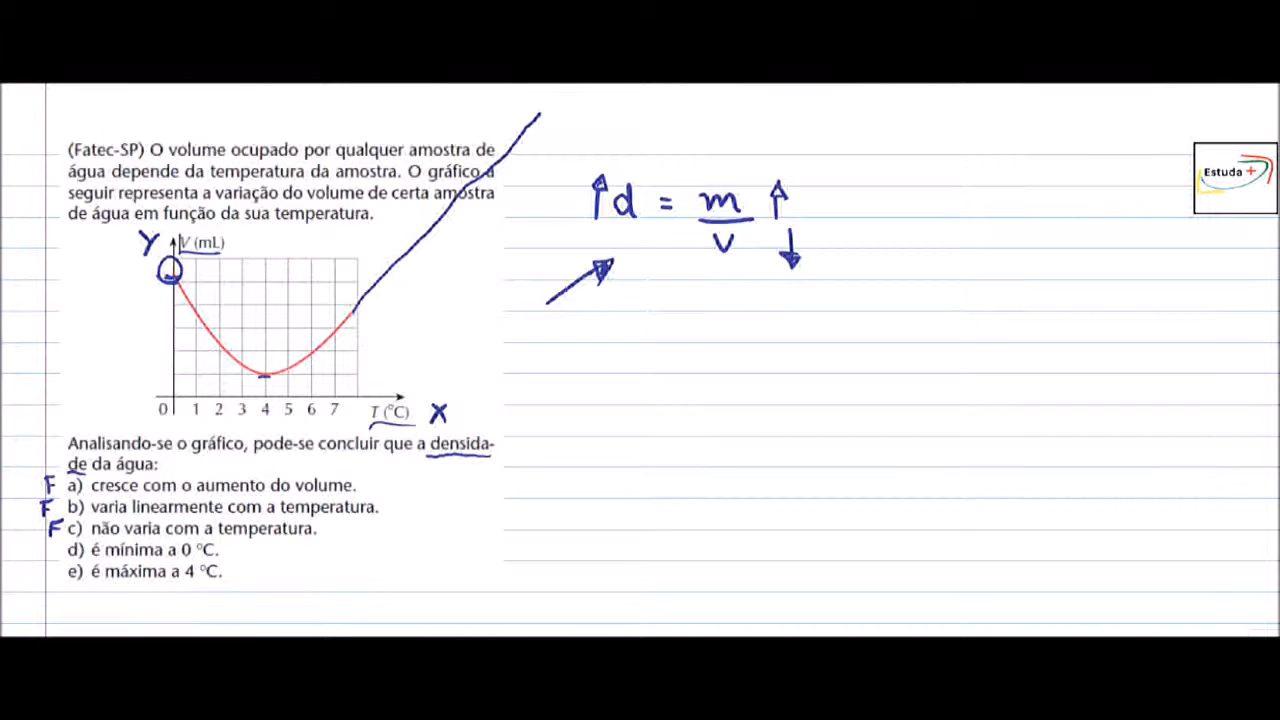 (Fatec-SP) O volume ocupado por qualquer amostra de
água depende da temperatura da amostra. O gráfico a
seguir representa a variação do volume de certa amostra
de água em função da sua temperatura.
Y V (mL)
0 1 2 3 4 5 6 7 T (°C) X
Analisando-se o gráfico, pode-se concluir que a densida-
de da água:
F a) cresce com o aumento do volume.
F b) varia linearmente com a temperatura.
F c) não varia com a temperatura.
d) é mínima a 0 °C.
e) é máxima a 4 °C.
↑d = m ↑
v ↓
Estuda +